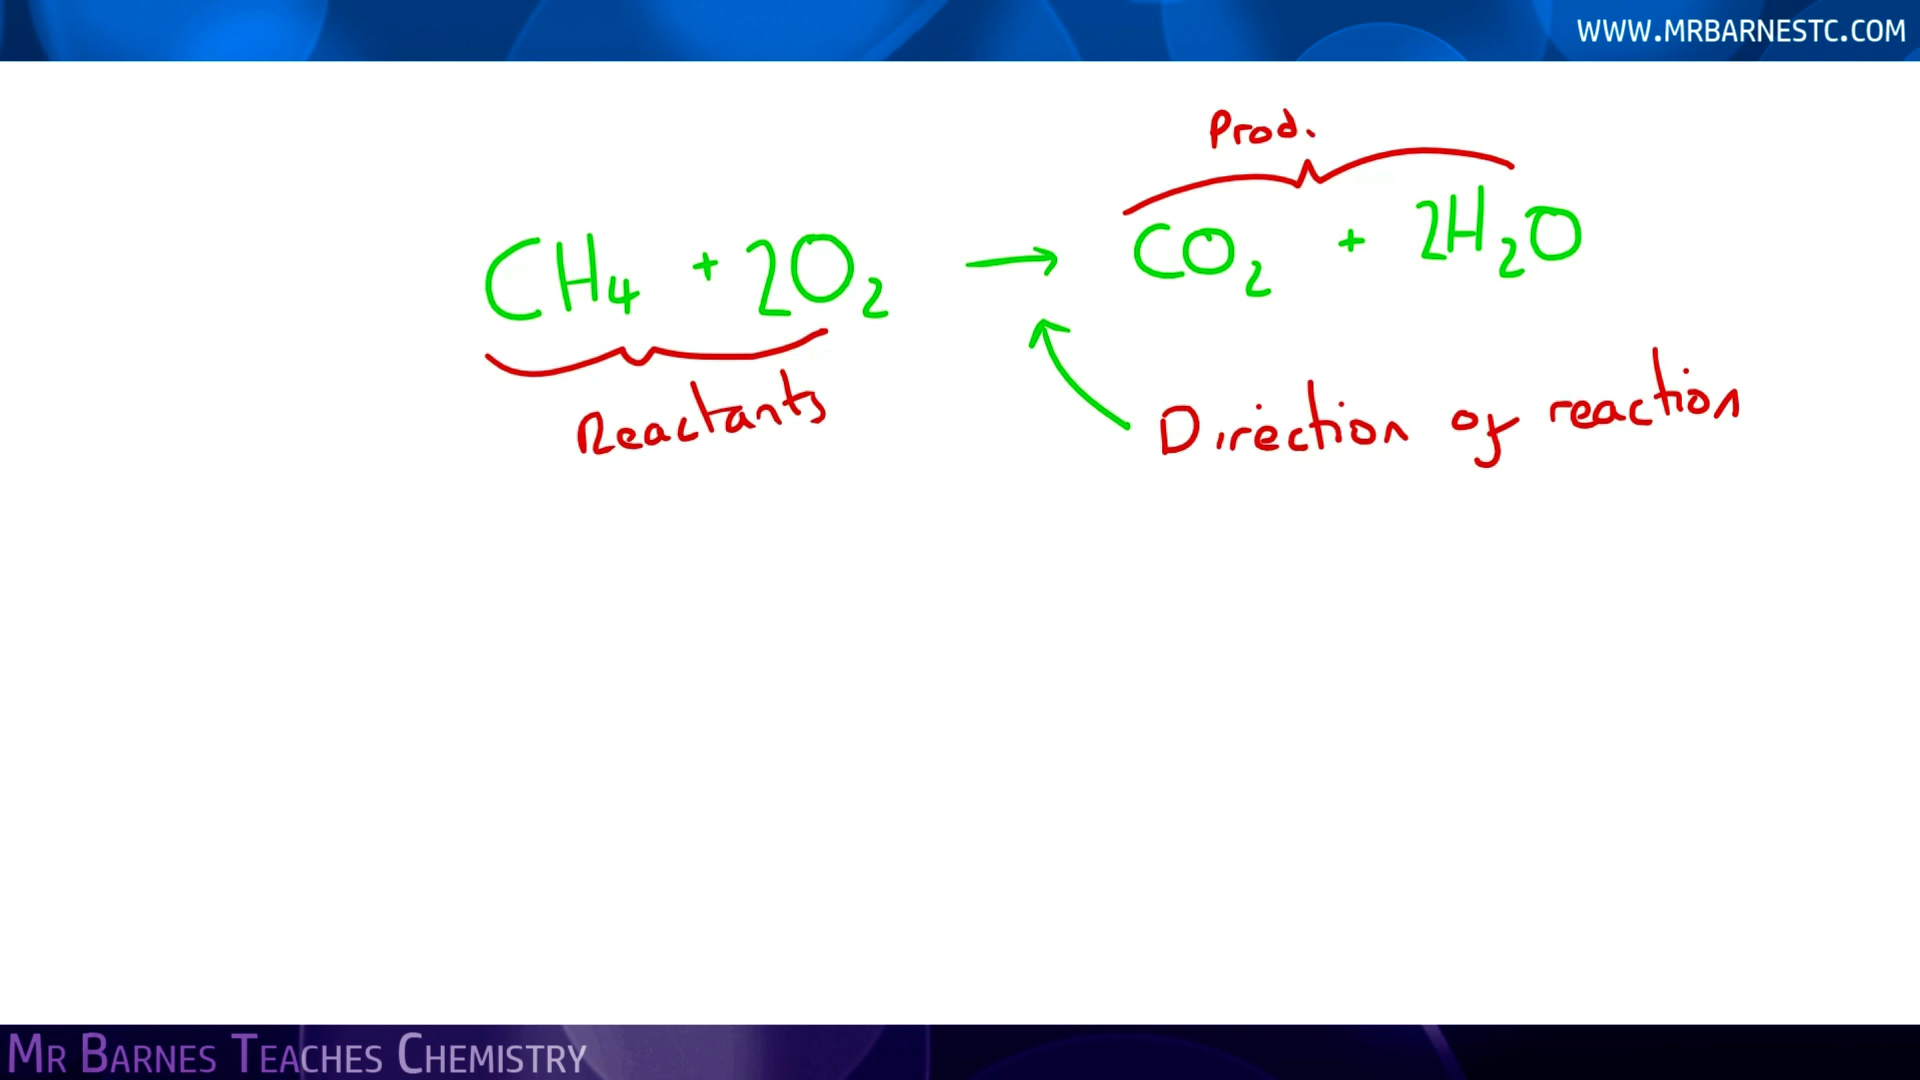 WWW.MRBARNESTC.COM
Prod.
CH₄ + 2O₂ → CO₂ + 2H₂O
Reactants
Direction of reaction
MR BARNES TEACHES CHEMISTRY